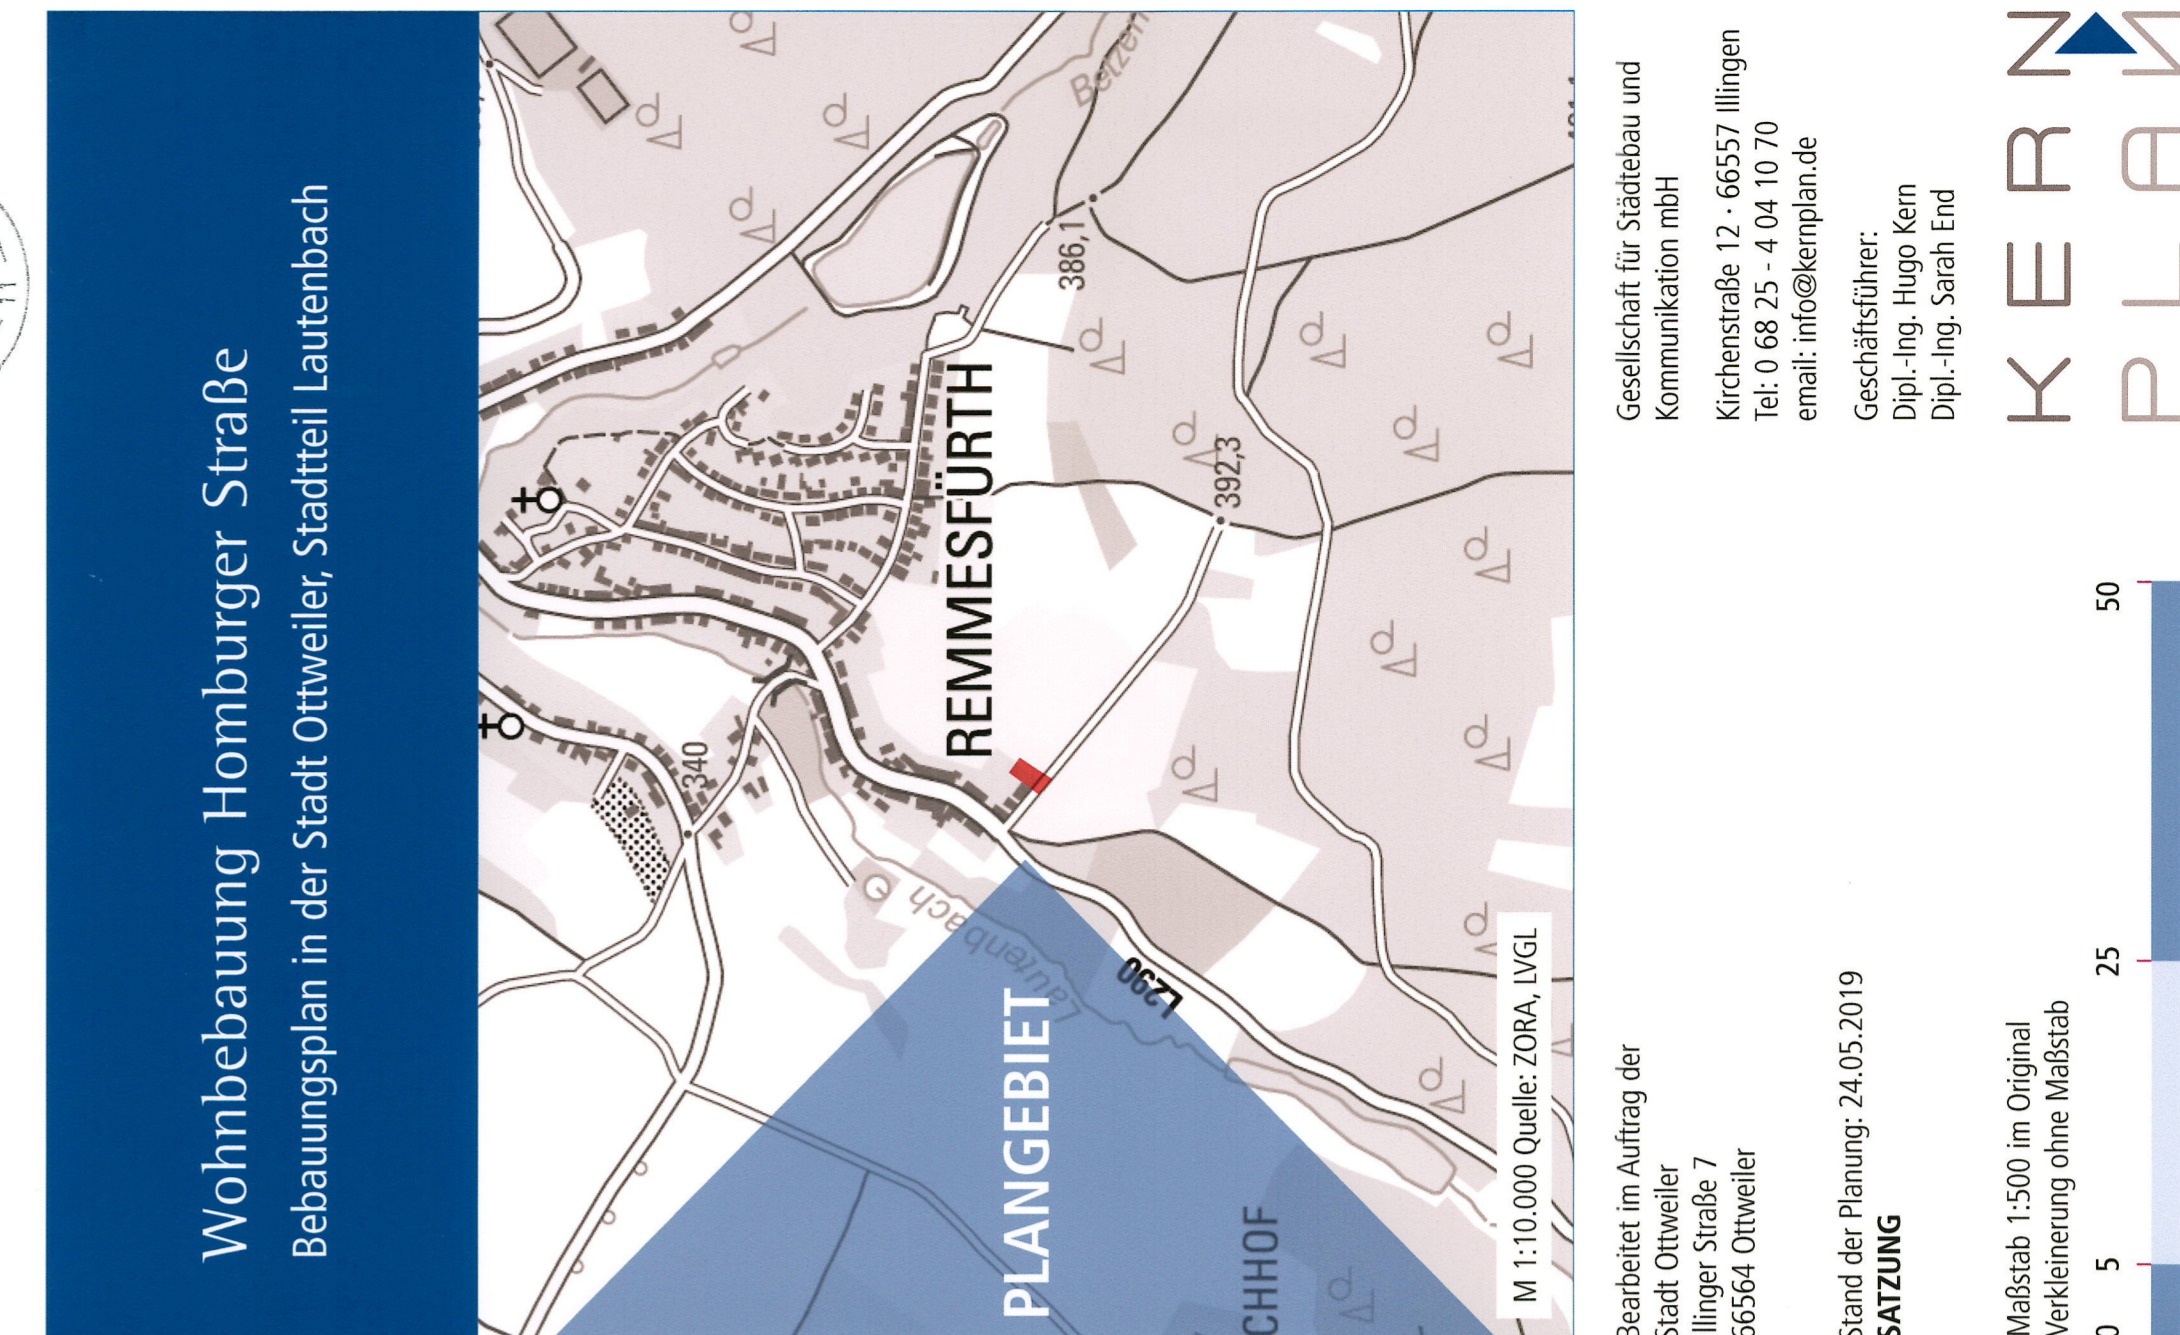 Wohnbebauung Homburger Straße
Bebauungsplan in der Stadt Ottweiler, Stadtteil Lautenbach
340
REMMESFÜRTH
386,1
392,3
L290
PLANGEBIET
CHHOF
M 1:10.000 Quelle: ZORA, LVGL
Bearbeitet im Auftrag der
Stadt Ottweiler
Illinger Straße 7
66564 Ottweiler
Stand der Planung: 24.05.2019
SATZUNG
Maßstab 1:500 im Original
Verkleinerung ohne Maßstab
0 5 25 50
Gesellschaft für Städtebau und
Kommunikation mbH
Kirchenstraße 12 · 66557 Illingen
Tel: 0 68 25 - 4 04 10 70
email: info@kernplan.de
Geschäftsführer:
Dipl.-Ing. Hugo Kern
Dipl.-Ing. Sarah End
KERN
PLAN
Betzen
11